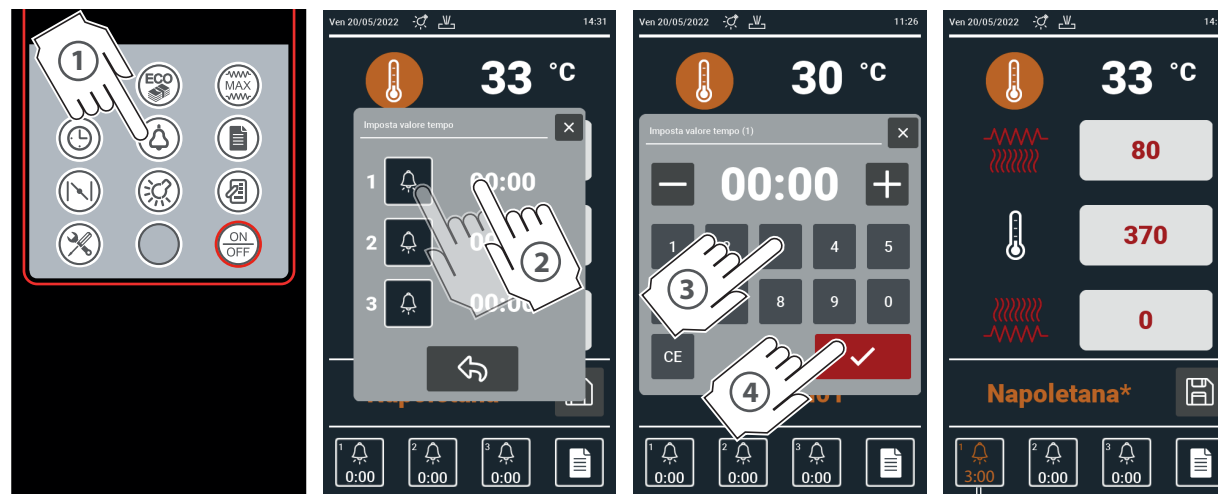 1
ECO
MAX
ON
OFF
Ven 20/05/2022
14:31
33 °C
Imposta valore tempo
1
00:00
2
2
3
00:00
1
0:00
2
0:00
3
0:00
Ven 20/05/2022
11:26
30 °C
Imposta valore tempo (1)
00:00
1
4
5
3
8
9
0
CE
4
1
0:00
2
0:00
3
0:00
Ven 20/05/2022
33 °C
80
370
0
Napoletana*
1
3:00
2
0:00
3
0:00